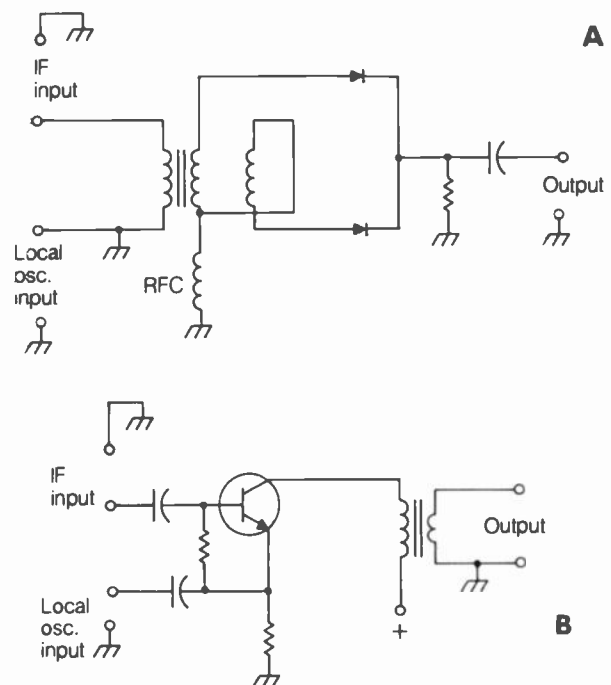 A
IF
input
Output
Local
osc.
input
RFC
IF
input
Output
Local
osc.
input
+
B